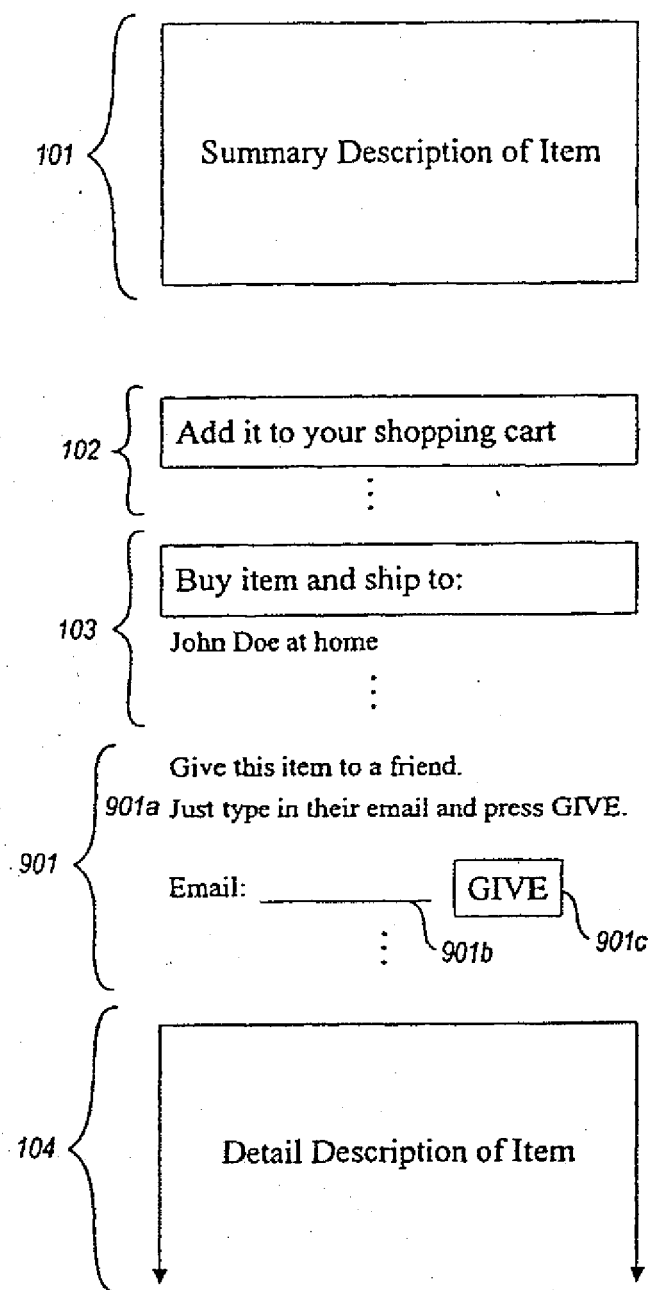 101 Summary Description of Item
102 Add it to your shopping cart
103 Buy item and ship to:
John Doe at home
Give this item to a friend.
901a Just type in their email and press GIVE.
901
Email: GIVE
901b 901c
104 Detail Description of Item